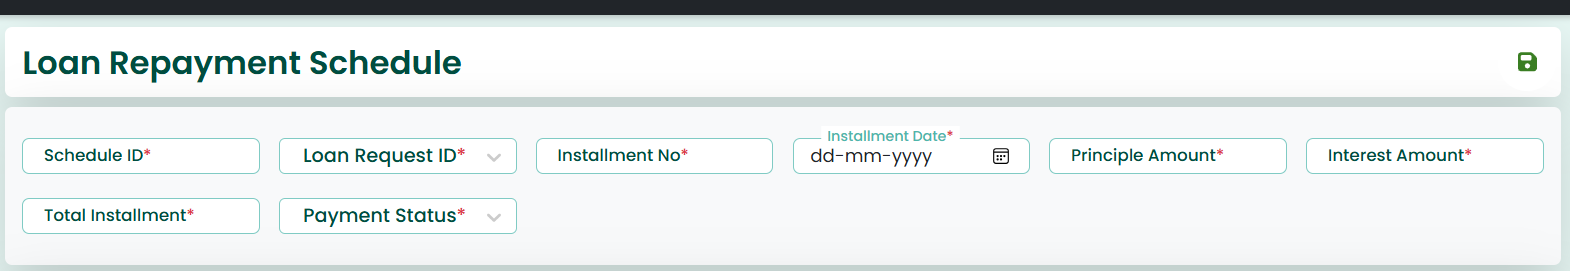 Loan Repayment Schedule
Schedule ID*
Loan Request ID*
Installment No*
Installment Date*
dd-mm-yyyy
Principle Amount*
Interest Amount*
Total Installment*
Payment Status*